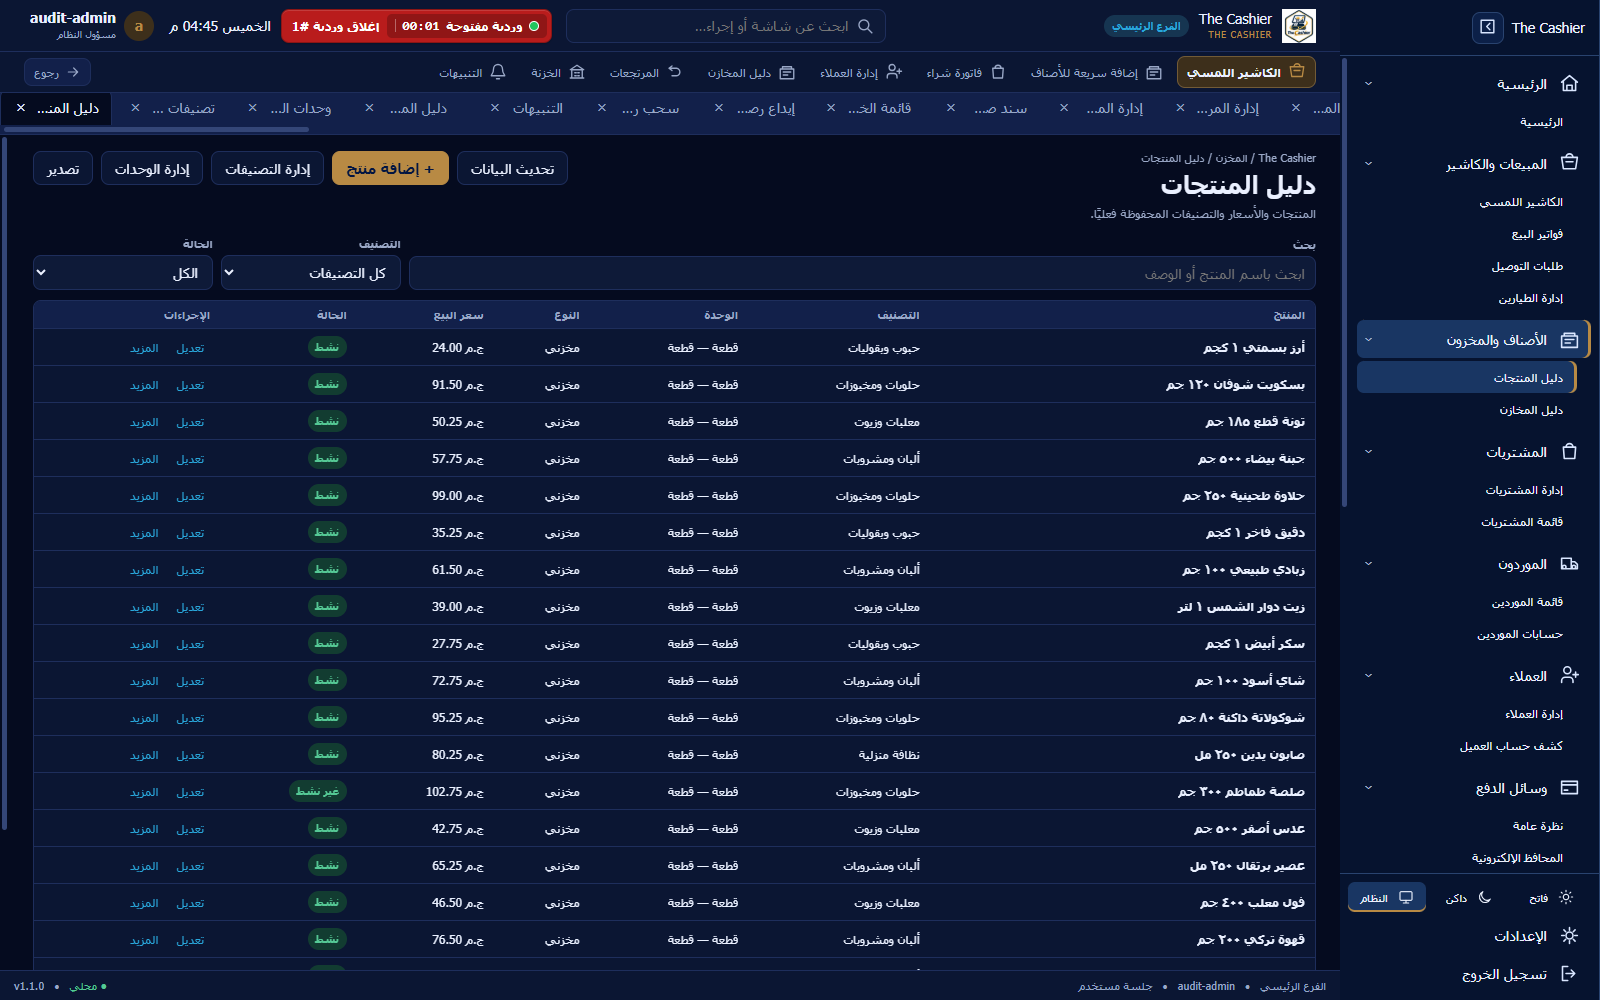 The Cashier
الرئيسية
الرئيسية
المبيعات والكاشير
الكاشير اللمسي
فواتير البيع
طلبات التوصيل
إدارة الطيارين
الأصناف والمخزون
دليل المنتجات
دليل المخازن
المشتريات
إدارة المشتريات
قائمة المشتريات
الموردون
قائمة الموردين
حسابات الموردين
العملاء
إدارة العملاء
كشف حساب العميل
وسائل الدفع
نظرة عامة
المحافظ الإلكترونية
فاتح داكن النظام
الإعدادات
تسجيل الخروج
The Cashier
THE CASHIER
الفرع الرئيسي
ابحث عن شاشة أو إجراء...
وردية مفتوحة 00:01 إغلاق وردية #1
الخميس 04:45 م
audit-admin
مسؤول النظام
a
الكاشير اللمسي إضافة سريعة للأصناف فاتورة شراء إدارة العملاء دليل المخازن المرتجعات الخزنة التنبيهات رجوع
الم... × إدارة المر... × إدارة الم... × سند ص... × قائمة الخ... × إيداع رص... × سحب ر... × التنبيهات × دليل الم... × وحدات ال... × تصنيفات ... × دليل المنت... ×
The Cashier / المخزن / دليل المنتجات
دليل المنتجات
المنتجات والأسعار والتصنيفات المحفوظة فعليًا.
تحديث البيانات + إضافة منتج إدارة التصنيفات إدارة الوحدات تصدير
بحث التصنيف الحالة
ابحث باسم المنتج أو الوصف كل التصنيفات الكل
المنتج التصنيف الوحدة النوع سعر البيع الحالة الإجراءات
أرز بسمتي ١ كجم حبوب وبقوليات قطعة — قطعة مخزني ج.م 24.00 نشط تعديل المزيد
بسكويت شوفان ١٢٠ جم حلويات ومخبوزات قطعة — قطعة مخزني ج.م 91.50 نشط تعديل المزيد
تونة قطع ١٨٥ جم معلبات وزيوت قطعة — قطعة مخزني ج.م 50.25 نشط تعديل المزيد
جبنة بيضاء ٥٠٠ جم ألبان ومشروبات قطعة — قطعة مخزني ج.م 57.75 نشط تعديل المزيد
حلاوة طحينية ٢٥٠ جم حلويات ومخبوزات قطعة — قطعة مخزني ج.م 99.00 نشط تعديل المزيد
دقيق فاخر ١ كجم حبوب وبقوليات قطعة — قطعة مخزني ج.م 35.25 نشط تعديل المزيد
زبادي طبيعي ١٠٠ جم ألبان ومشروبات قطعة — قطعة مخزني ج.م 61.50 نشط تعديل المزيد
زيت دوار الشمس ١ لتر معلبات وزيوت قطعة — قطعة مخزني ج.م 39.00 نشط تعديل المزيد
سكر أبيض ١ كجم حبوب وبقوليات قطعة — قطعة مخزني ج.م 27.75 نشط تعديل المزيد
شاي أسود ١٠٠ جم ألبان ومشروبات قطعة — قطعة مخزني ج.م 72.75 نشط تعديل المزيد
شوكولاتة داكنة ٨٠ جم حلويات ومخبوزات قطعة — قطعة مخزني ج.م 95.25 نشط تعديل المزيد
صابون يدين ٢٥٠ مل نظافة منزلية قطعة — قطعة مخزني ج.م 80.25 نشط تعديل المزيد
صلصة طماطم ٣٠٠ جم حلويات ومخبوزات قطعة — قطعة مخزني ج.م 102.75 غير نشط تعديل المزيد
عدس أصفر ٥٠٠ جم معلبات وزيوت قطعة — قطعة مخزني ج.م 42.75 نشط تعديل المزيد
عصير برتقال ٢٥٠ مل ألبان ومشروبات قطعة — قطعة مخزني ج.م 65.25 نشط تعديل المزيد
فول معلب ٤٠٠ جم معلبات وزيوت قطعة — قطعة مخزني ج.م 46.50 نشط تعديل المزيد
قهوة تركي ٢٠٠ جم ألبان ومشروبات قطعة — قطعة مخزني ج.م 76.50 نشط تعديل المزيد
الفرع الرئيسي • audit-admin • جلسة مستخدم
محلي • v1.1.0